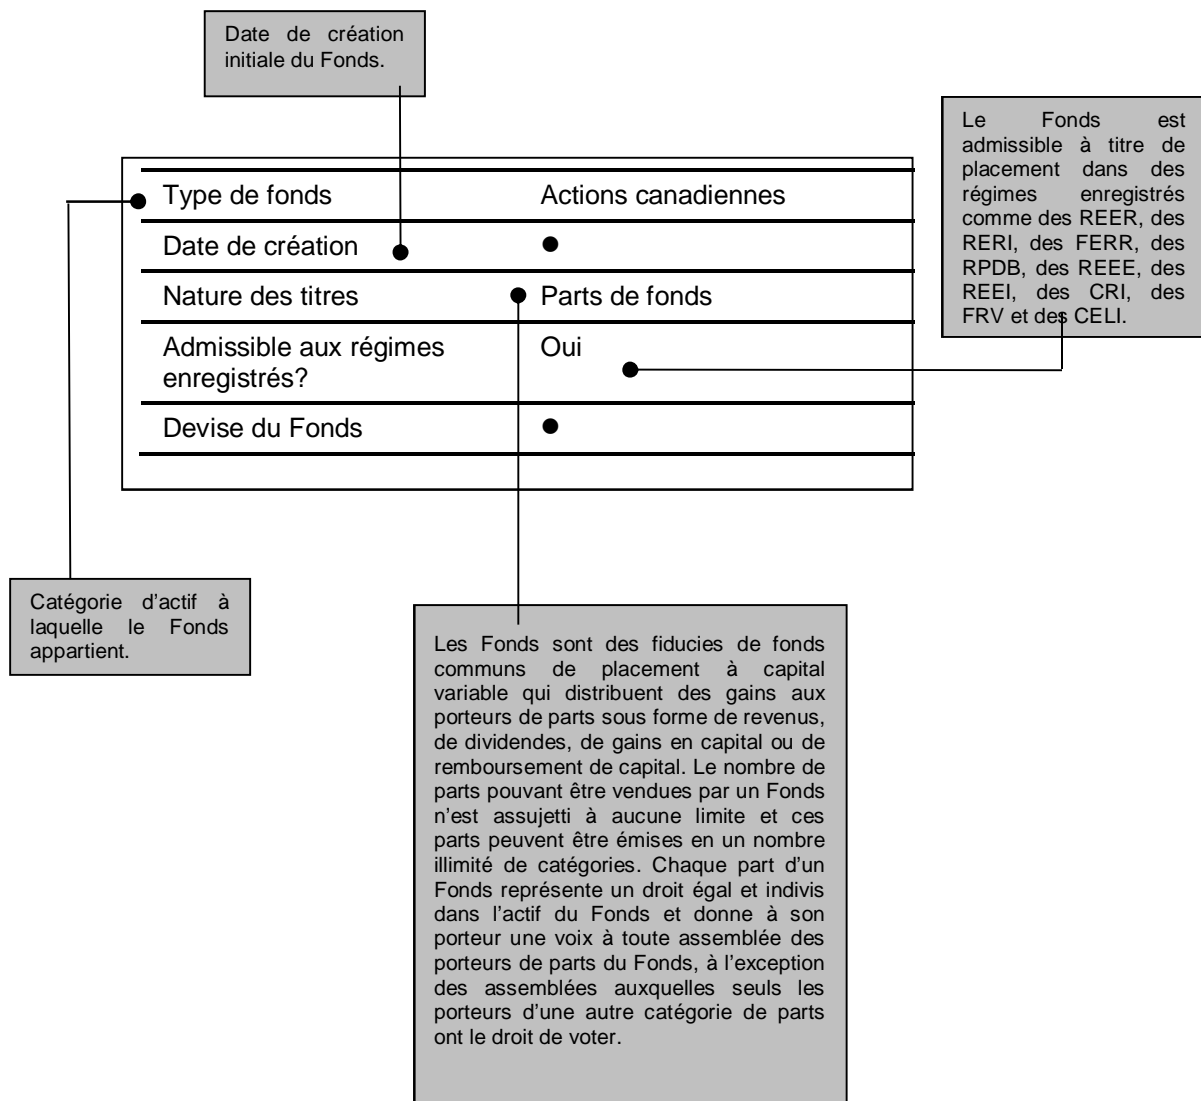 Date de création
initiale du Fonds.
Le Fonds est
admissible à titre de
placement dans des
régimes enregistrés
comme des REER, des
RERI, des FERR, des
RPDB, des REEE, des
REEI, des CRI, des
FRV et des CELI.
Type de fonds Actions canadiennes
Date de création ●
Nature des titres Parts de fonds
Admissible aux régimes Oui
enregistrés?
Devise du Fonds ●
Catégorie d'actif à
laquelle le Fonds
appartient.
Les Fonds sont des fiducies de fonds
communs de placement à capital
variable qui distribuent des gains aux
porteurs de parts sous forme de revenus,
de dividendes, de gains en capital ou de
remboursement de capital. Le nombre de
parts pouvant être vendues par un Fonds
n'est assujetti à aucune limite et ces
parts peuvent être émises en un nombre
illimité de catégories. Chaque part d'un
Fonds représente un droit égal et indivis
dans l'actif du Fonds et donne à son
porteur une voix à toute assemblée des
porteurs de parts du Fonds, à l'exception
des assemblées auxquelles seuls les
porteurs d'une autre catégorie de parts
ont le droit de voter.